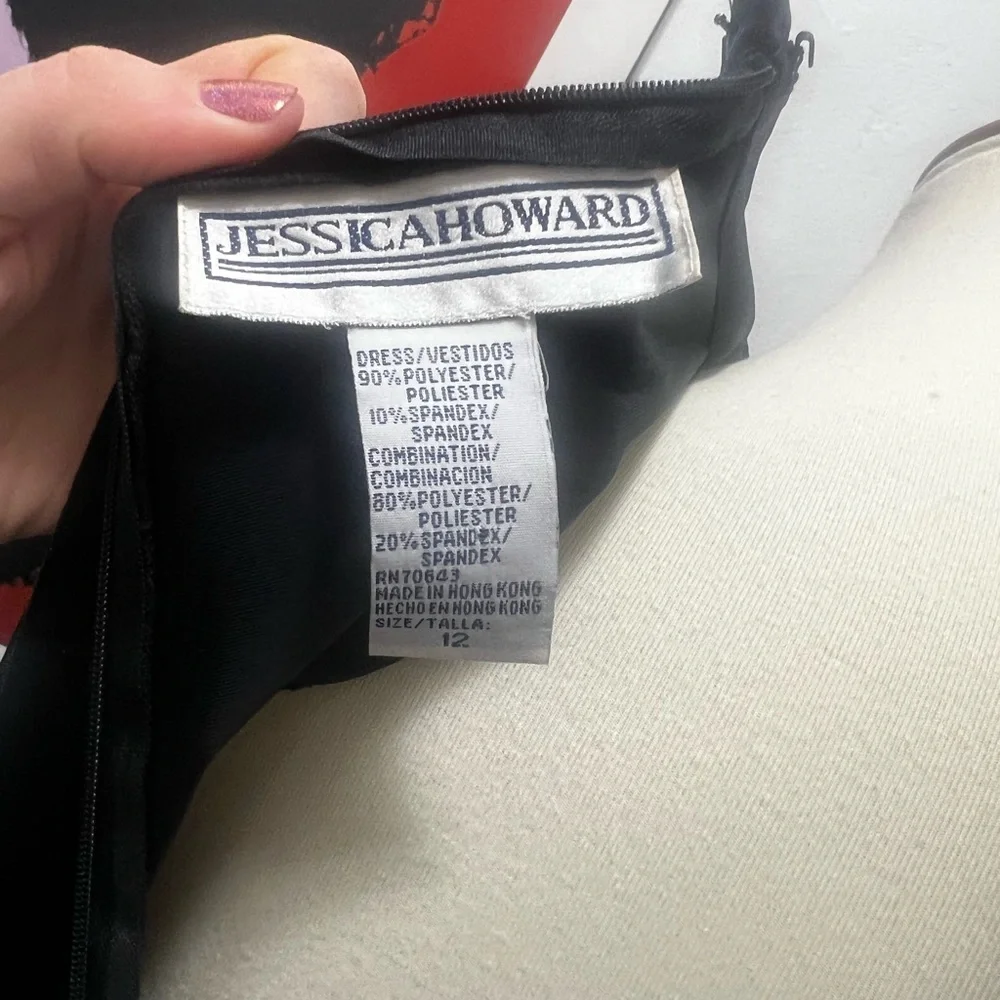 JESSICAHOWARD
DRESS/VESTIDOS
90%POLYESTER/
POLIESTER
10%SPANDEX/
SPANDEX
COMBINATION/
COMBINACION
80%POLYESTER/
POLIESTER
20%SPANDEX/
SPANDEX
RN70643
MADE IN HONG KONG
HECHO EN HONG KONG
SIZE/TALLA:
12